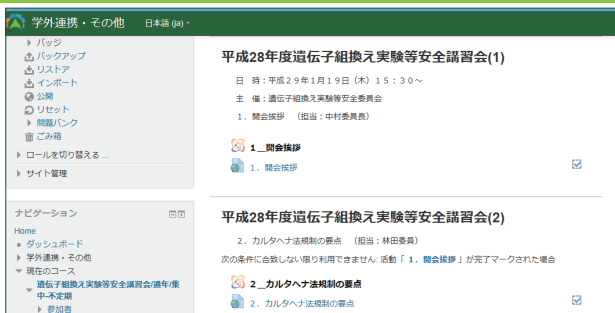 学外連携・その他 日本語 (ja)
バッジ
バックアップ
リストア
インポート
公開
リセット
問題バンク
ごみ箱
ロールを切り替える ...
サイト管理
ナビゲーション
Home
ダッシュボード
学外連携・その他
現在のコース
遺伝子組換え実験等安全講習会/通年/集
中-不定期
参加者
平成28年度遺伝子組換え実験等安全講習会(1)
日 時：平成２９年１月１９日（木）１５：３０～
主 催：遺伝子組換え実験等安全委員会
１．開会挨拶 （担当：中村委員長）
１＿開会挨拶
１．開会挨拶
平成28年度遺伝子組換え実験等安全講習会(2)
２．カルタヘナ法規制の要点 （担当：林田委員）
次の条件に合致しない限り利用できません: 活動「 １．開会挨拶 」が完了マークされた場合
２＿カルタヘナ法規制の要点
２．カルタヘナ法規制の要点